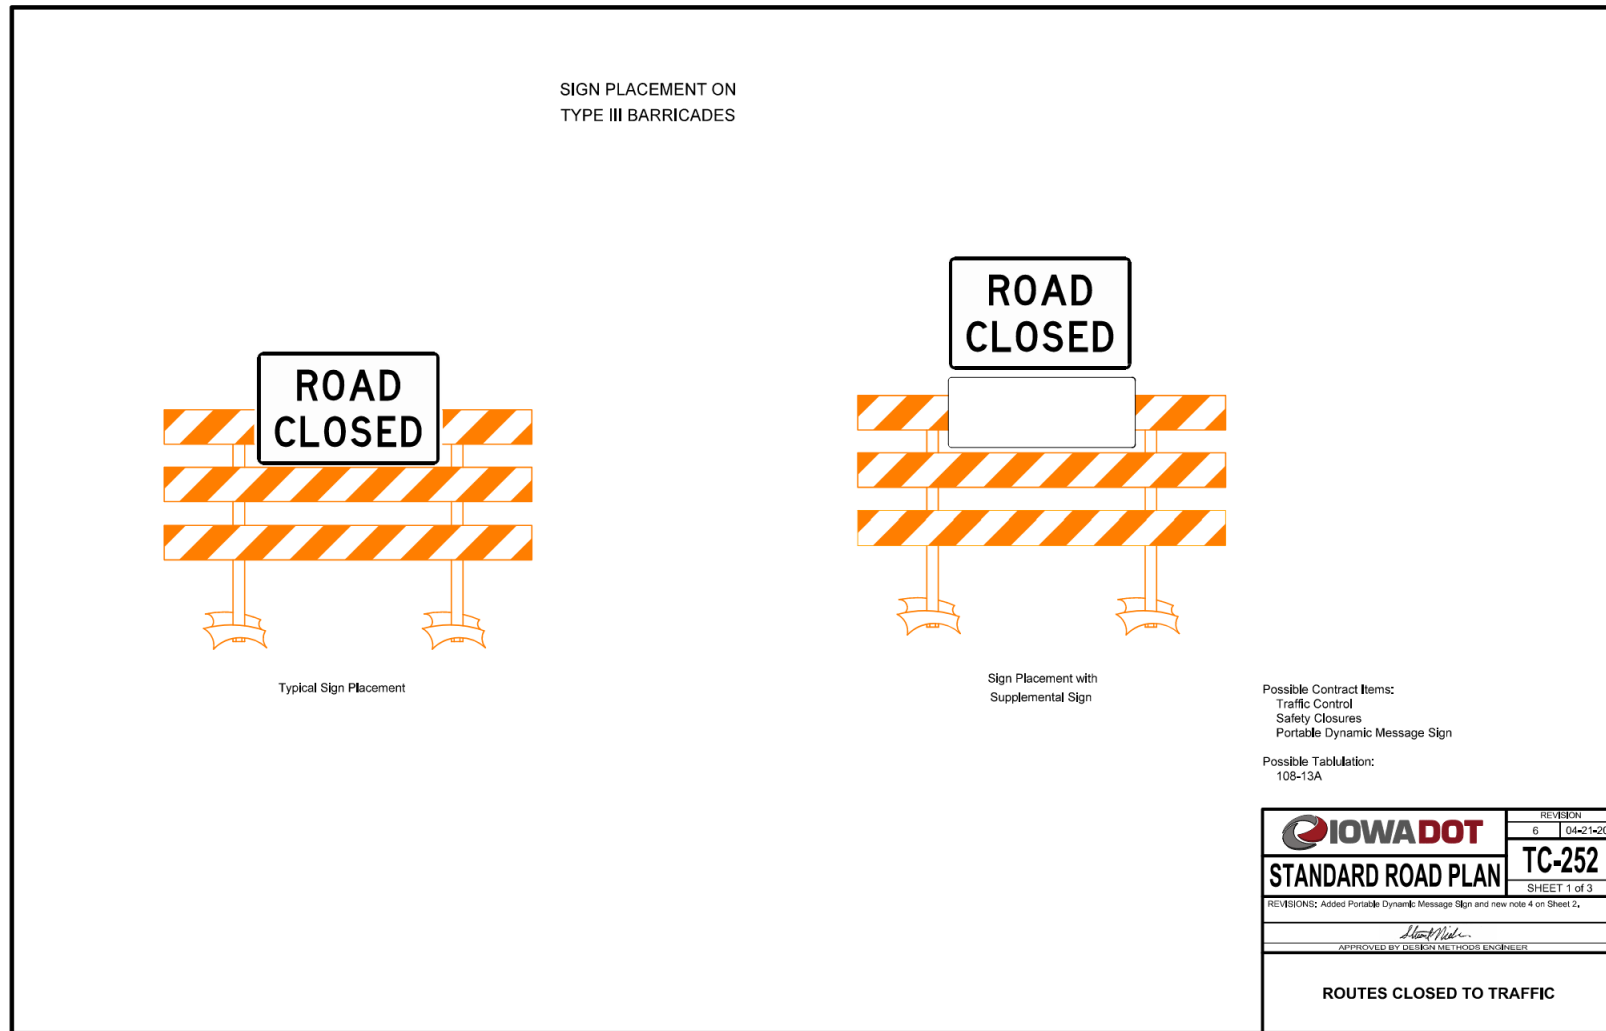 SIGN PLACEMENT ON
TYPE III BARRICADES
ROAD
CLOSED
ROAD
CLOSED
Typical Sign Placement
Sign Placement with
Supplemental Sign
Possible Contract Items:
Traffic Control
Safety Closures
Portable Dynamic Message Sign
Possible Tablulation:
108-13A
IOWADOT
REVISION
6 04-21-20
STANDARD ROAD PLAN
TC-252
SHEET 1 of 3
REVISIONS: Added Portable Dynamic Message Sign and new note 4 on Sheet 2.
APPROVED BY DESIGN METHODS ENGINEER
ROUTES CLOSED TO TRAFFIC